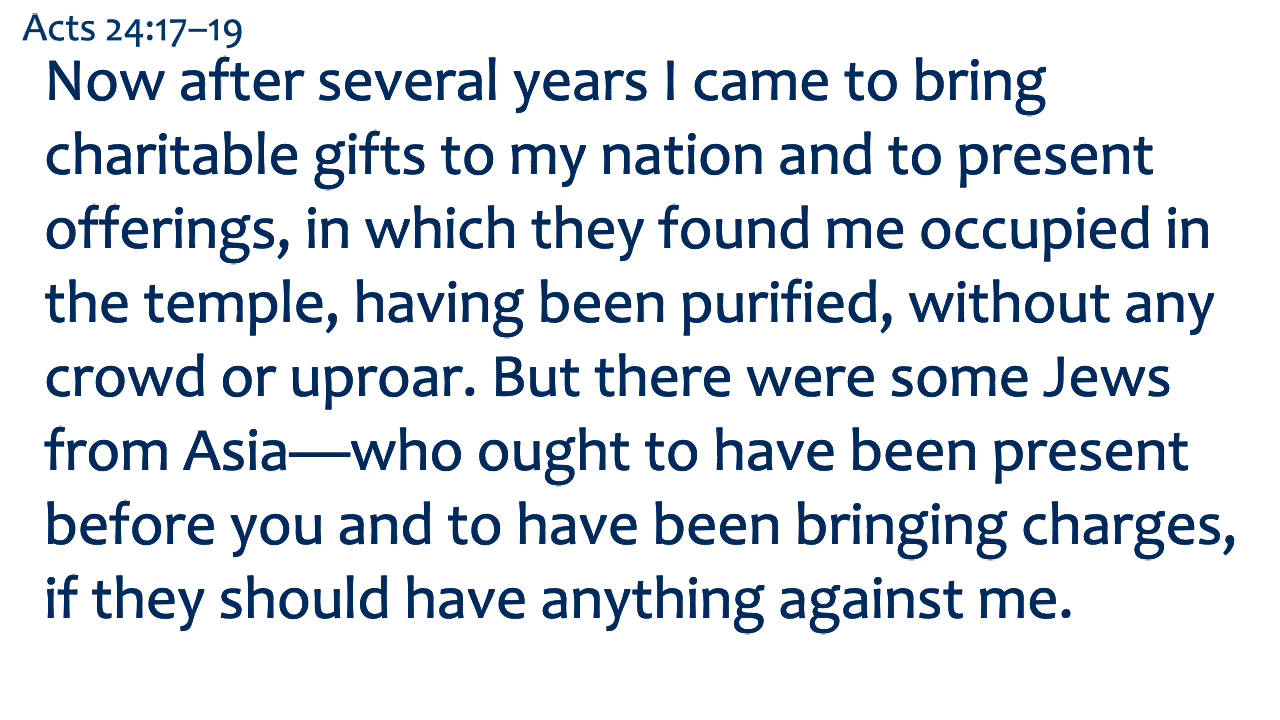 Acts 24:17–19
Now after several years I came to bring
charitable gifts to my nation and to present
offerings, in which they found me occupied in
the temple, having been purified, without any
crowd or uproar. But there were some Jews
from Asia—who ought to have been present
before you and to have been bringing charges,
if they should have anything against me.